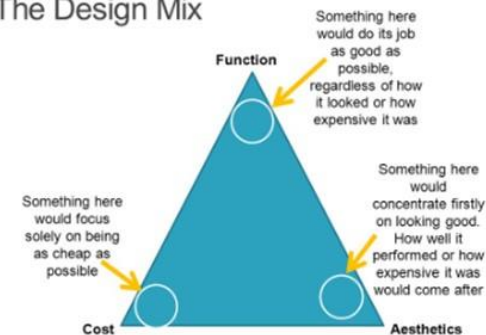 The Design Mix
Something here
would do its job
as good as
possible,
regardless of how
it looked or how
expensive it was
Function
Something here
would
concentrate firstly
on looking good.
How well it
performed or how
expensive it was
would come after
Something here
would focus
solely on being
as cheap as
possible
Cost
Aesthetics